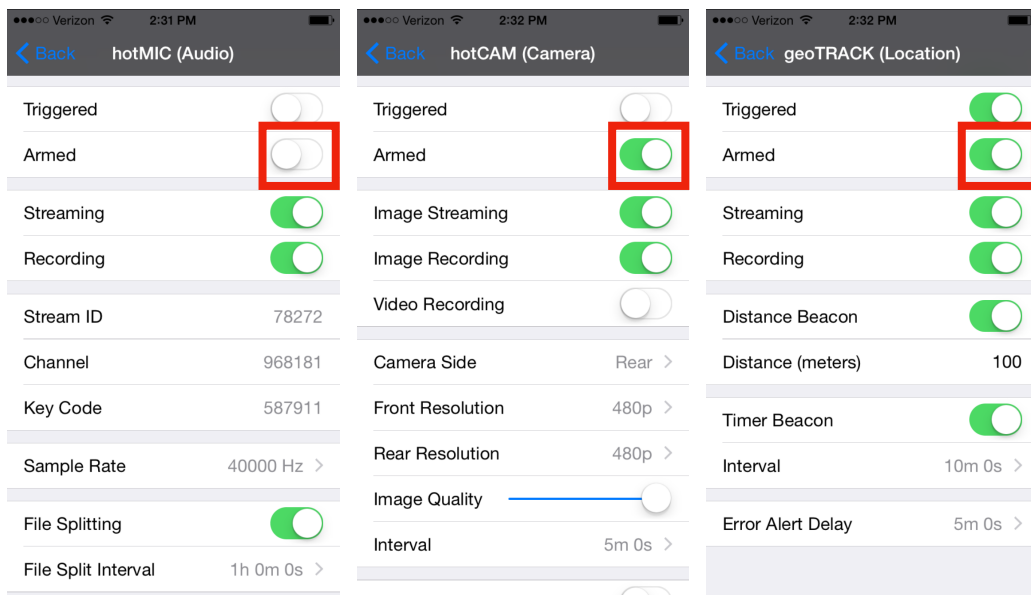 Verizon 2:31 PM
Back hotMIC (Audio)
Triggered
Armed
Streaming
Recording
Stream ID 78272
Channel 968181
Key Code 587911
Sample Rate 40000 Hz
File Splitting
File Split Interval 1h 0m 0s
Verizon 2:32 PM
Back hotCAM (Camera)
Triggered
Armed
Image Streaming
Image Recording
Video Recording
Camera Side Rear
Front Resolution 480p
Rear Resolution 480p
Image Quality
Interval 5m 0s
Verizon 2:32 PM
Back geoTRACK (Location)
Triggered
Armed
Streaming
Recording
Distance Beacon
Distance (meters) 100
Timer Beacon
Interval 10m 0s
Error Alert Delay 5m 0s